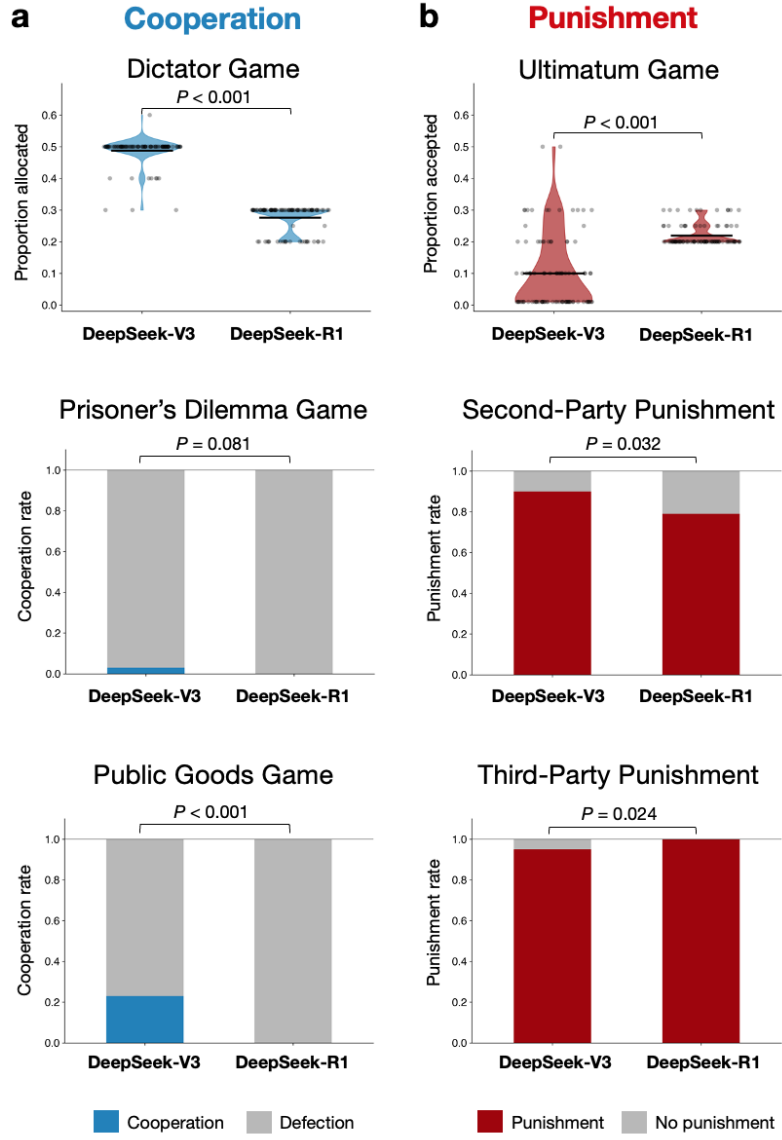 a Cooperation
Dictator Game
P < 0.001
Proportion allocated
0.6
0.5
0.4
0.3
0.2
0.1
0.0
DeepSeek-V3 DeepSeek-R1
Prisoner's Dilemma Game
P = 0.081
Cooperation rate
1.0
0.8
0.6
0.4
0.2
0.0
DeepSeek-V3 DeepSeek-R1
Public Goods Game
P < 0.001
Cooperation rate
1.0
0.8
0.6
0.4
0.2
0.0
DeepSeek-V3 DeepSeek-R1
Cooperation Defection
b Punishment
Ultimatum Game
P < 0.001
Proportion accepted
0.6
0.5
0.4
0.3
0.2
0.1
0.0
DeepSeek-V3 DeepSeek-R1
Second-Party Punishment
P = 0.032
Punishment rate
1.0
0.8
0.6
0.4
0.2
0.0
DeepSeek-V3 DeepSeek-R1
Third-Party Punishment
P = 0.024
Punishment rate
1.0
0.8
0.6
0.4
0.2
0.0
DeepSeek-V3 DeepSeek-R1
Punishment No punishment